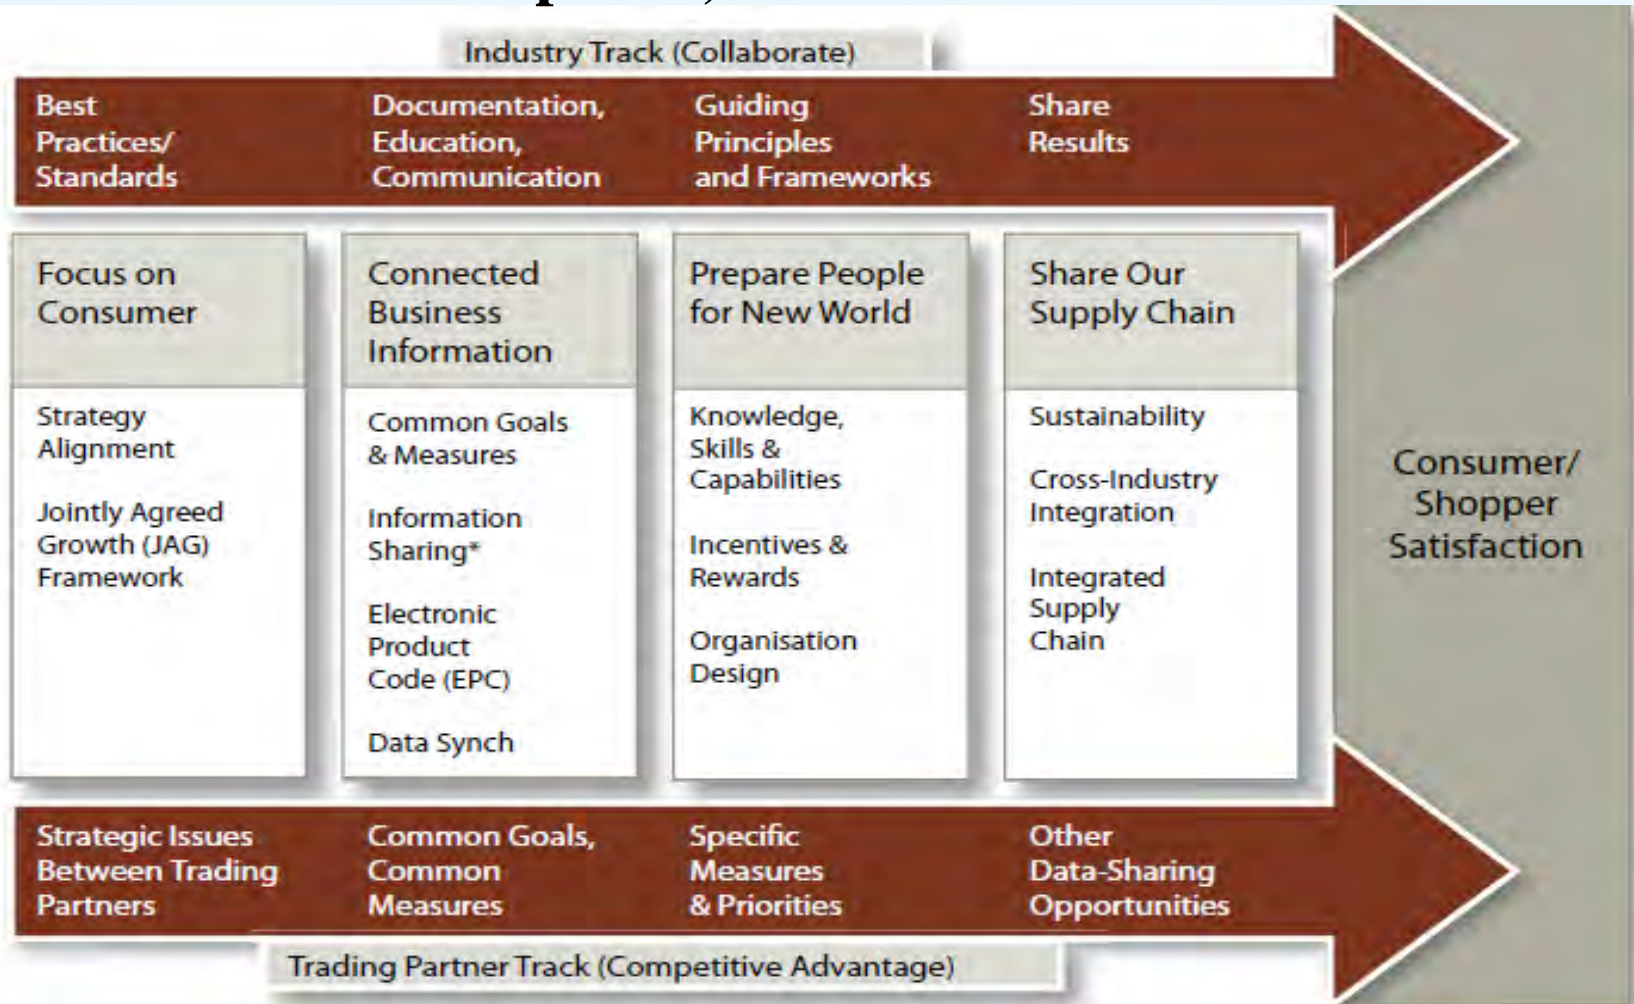 Industry Track (Collaborate)
Best
Practices/
Standards
Documentation,
Education,
Communication
Guiding
Principles
and Frameworks
Share
Results
Focus on
Consumer
Strategy
Alignment
Jointly Agreed
Growth (JAG)
Framework
Connected
Business
Information
Common Goals
& Measures
Information
Sharing*
Electronic
Product
Code (EPC)
Data Synch
Prepare People
for New World
Knowledge,
Skills &
Capabilities
Incentives &
Rewards
Organisation
Design
Share Our
Supply Chain
Sustainability
Cross-Industry
Integration
Integrated
Supply
Chain
Consumer/
Shopper
Satisfaction
Strategic Issues
Between Trading
Partners
Common Goals,
Common
Measures
Specific
Measures
& Priorities
Other
Data-Sharing
Opportunities
Trading Partner Track (Competitive Advantage)